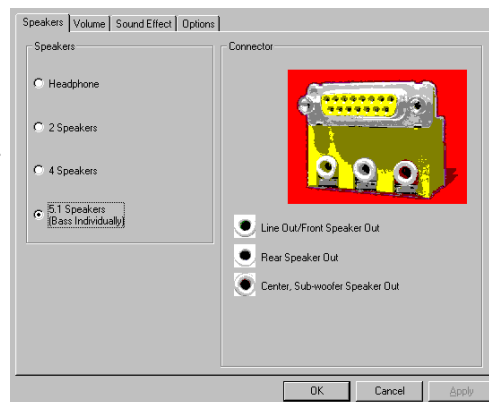 Speakers Volume Sound Effect Options
Speakers
Headphone
2 Speakers
4 Speakers
5.1 Speakers
(Bass Individually)
Connector
Line Out/Front Speaker Out
Rear Speaker Out
Center, Sub-woofer Speaker Out
OK Cancel Apply